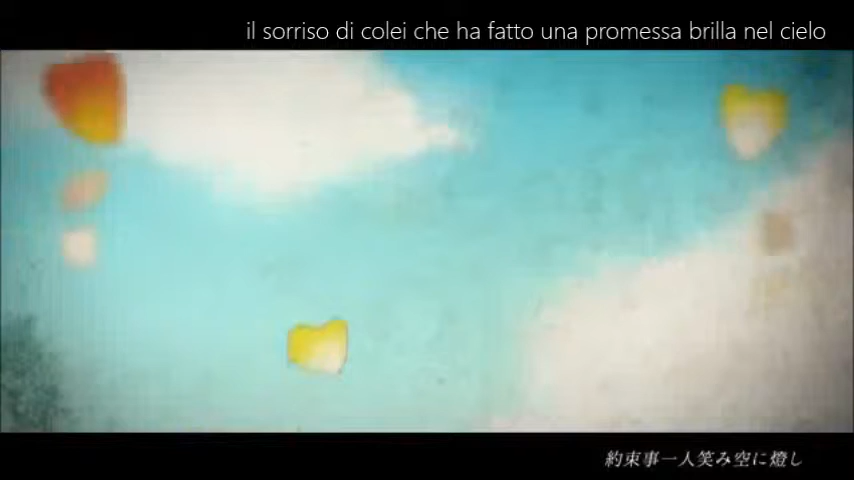 il sorriso di colei che ha fatto una promessa brilla nel cielo
約束事一人笑み空に燈し